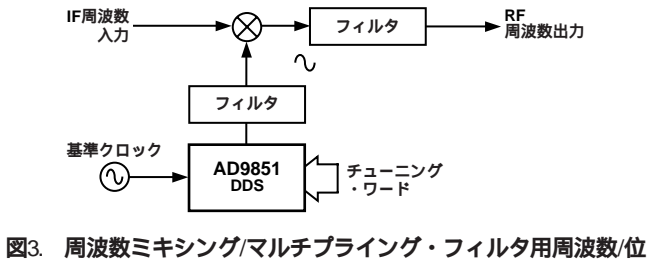 IF周波数
入力
フィルタ
RF
周波数出力
フィルタ
基準クロック
AD9851
DDS
チューニング
・ワード
図3. 周波数ミキシング/マルチプライング・フィルタ用周波数/位